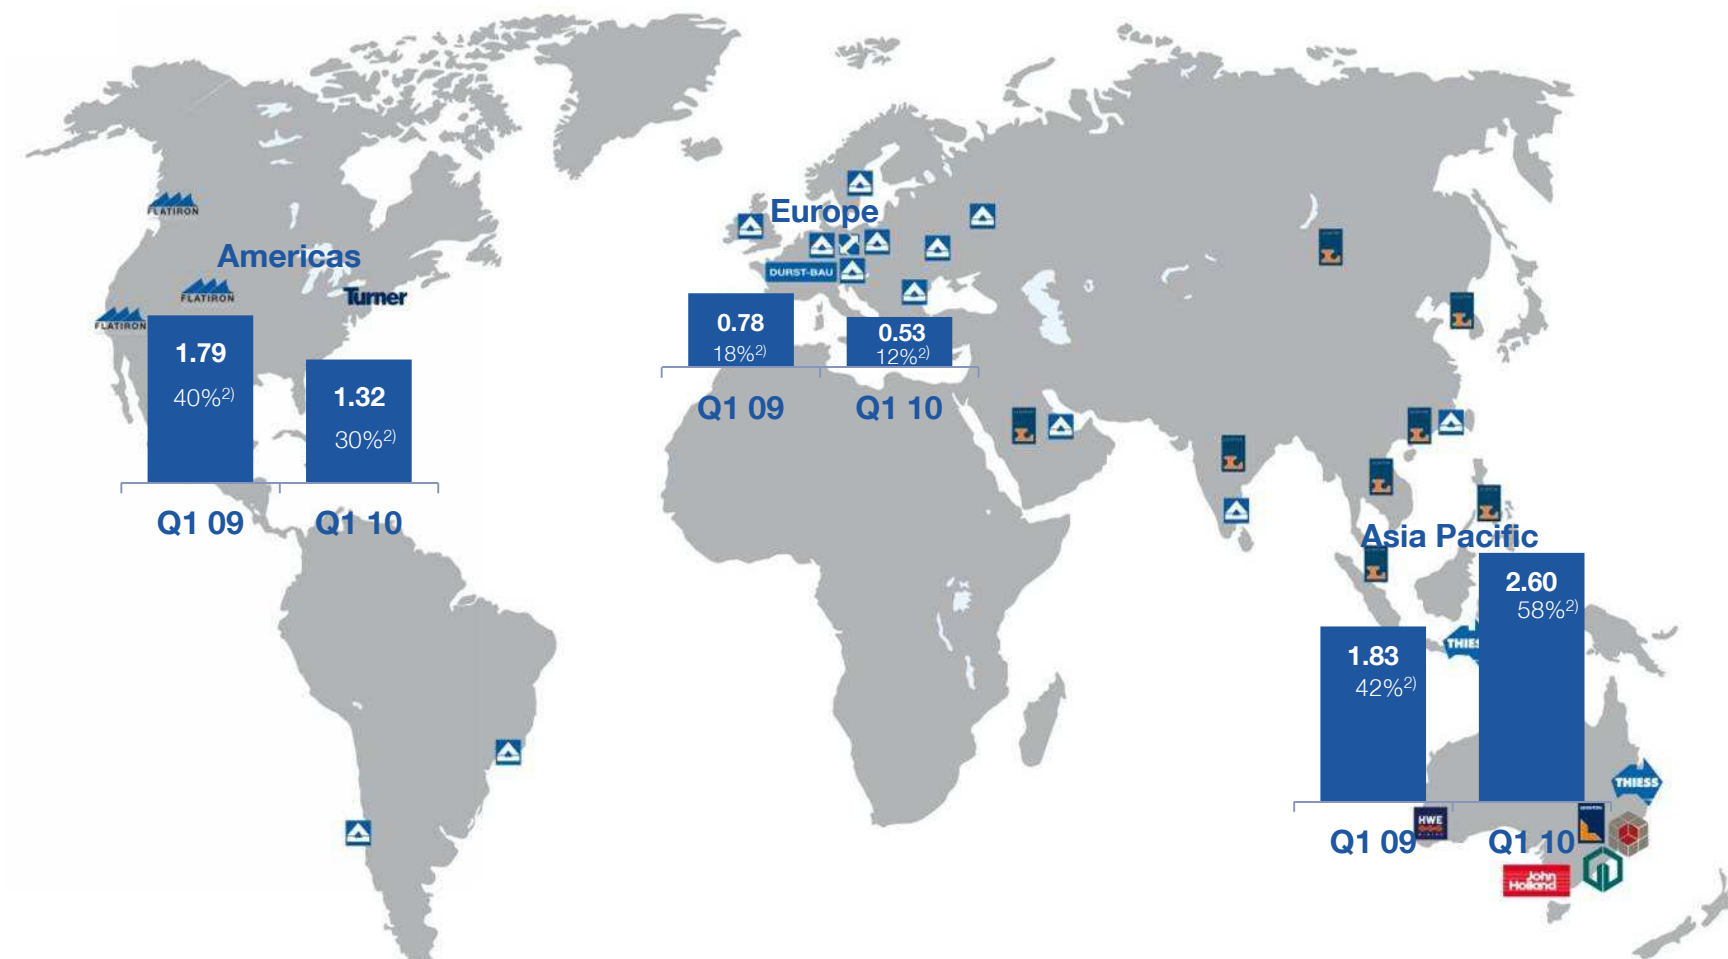 FLATIRON
Americas
FLATIRON
Turner
FLATIRON
1.79
40%2)
1.32
30%2)
Q1 09
Q1 10
Europe
DURST-BAU
0.78
18%2)
0.53
12%2)
Q1 09
Q1 10
Asia Pacific
2.60
58%2)
1.83
42%2)
THIESS
HWE
Q1 09
Q1 10
John
Holland